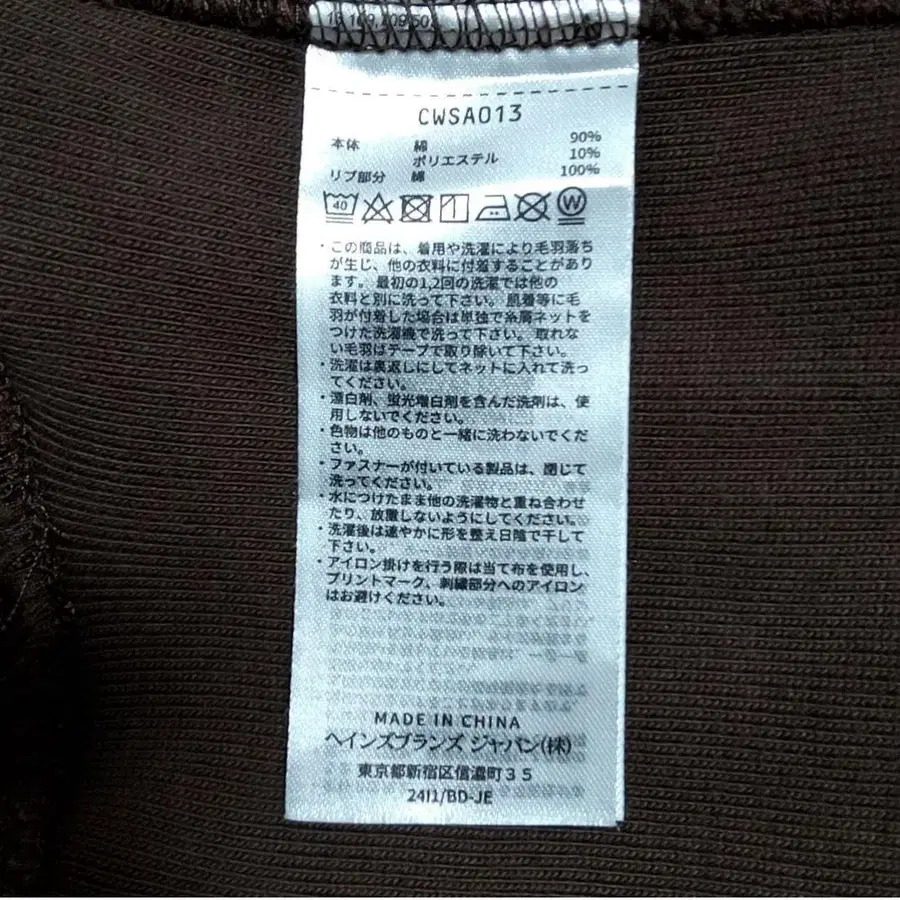 CWSA013
本体 綿 90%
ポリエステル 10%
リブ部分 綿 100%
40
W
・この商品は、着用や洗濯により毛羽落ち
が生じ、他の衣料に付着することがあり
ます。最初の1,2回の洗濯では他の
衣料と別に洗って下さい。肌着等に毛
羽が付着した場合は単独で糸屑ネットを
つけた洗濯機で洗って下さい。取れな
い毛羽はテープで取り除いて下さい。
・洗濯は裏返しにしてネットに入れて洗っ
てください。
・漂白剤、蛍光増白剤を含んだ洗剤は、使
用しないでください。
・色物は他のものと一緒に洗わないでくだ
さい。
・ファスナーが付いている製品は、閉じて
洗ってください。
・水につけたまま他の洗濯物と重ね合わせ
たり、放置しないようにしてください。
・洗濯後は速やかに形を整え日陰で干して
下さい。
・アイロン掛けを行う際は当て布を使用し、
プリントマーク、刺繍部分へのアイロン
はお避けください。
MADE IN CHINA
ヘインズブランズ ジャパン(株)
東京都新宿区信濃町35
24I1/BD-JE